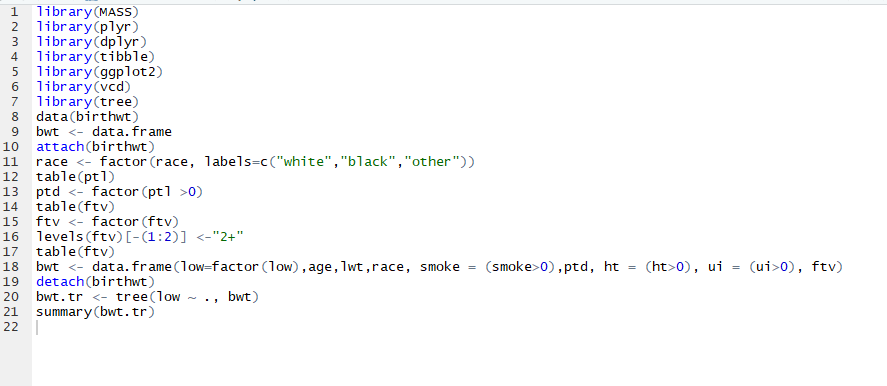 1 library(MASS)
2 library(plyr)
3 library(dplyr)
4 library(tibble)
5 library(ggplot2)
6 library(vcd)
7 library(tree)
8 data(birthwt)
9 bwt <- data.frame
10 attach(birthwt)
11 race <- factor(race, labels=c("white","black","other"))
12 table(ptl)
13 ptd <- factor(ptl >0)
14 table(ftv)
15 ftv <- factor(ftv)
16 levels(ftv)[-(1:2)] <-"2+"
17 table(ftv)
18 bwt <- data.frame(low=factor(low),age,lwt,race, smoke = (smoke>0),ptd, ht = (ht>0), ui = (ui>0), ftv)
19 detach(birthwt)
20 bwt.tr <- tree(low ~ ., bwt)
21 summary(bwt.tr)
22